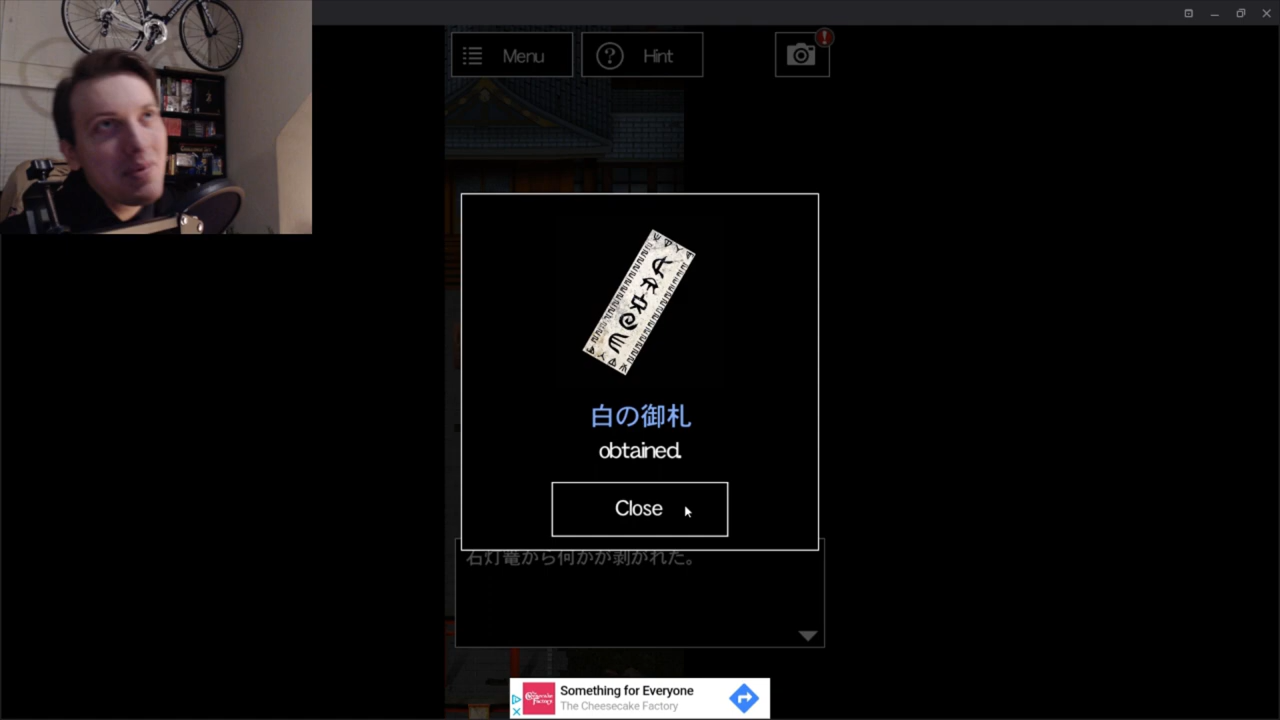 Menu
Hint
白の御札
obtained.
Close
石灯竜から何かが剥がれた。
Something for Everyone
The Cheesecake Factory